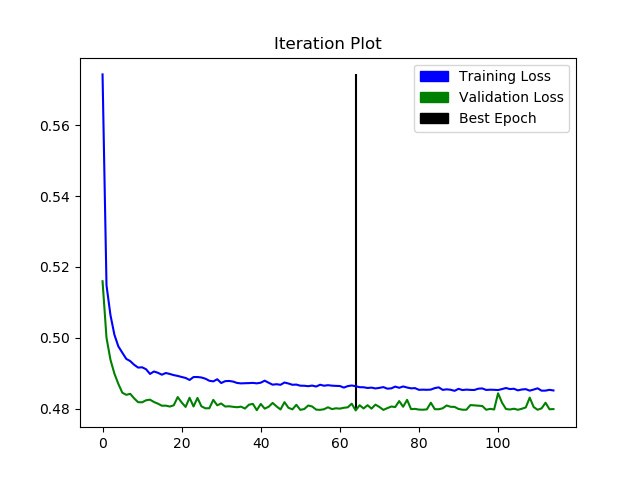 Iteration Plot
Training Loss
Validation Loss
Best Epoch
0.56
0.54
0.52
0.50
0.48
0 20 40 60 80 100